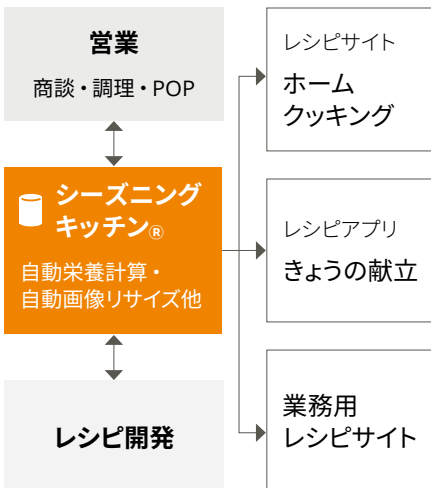 営業
商談・調理・POP
シーズニング
キッチン®
自動栄養計算・
自動画像リサイズ他
レシピ開発
レシピサイト
ホーム
クッキング
レシピアプリ
きょうの献立
業務用
レシピサイト